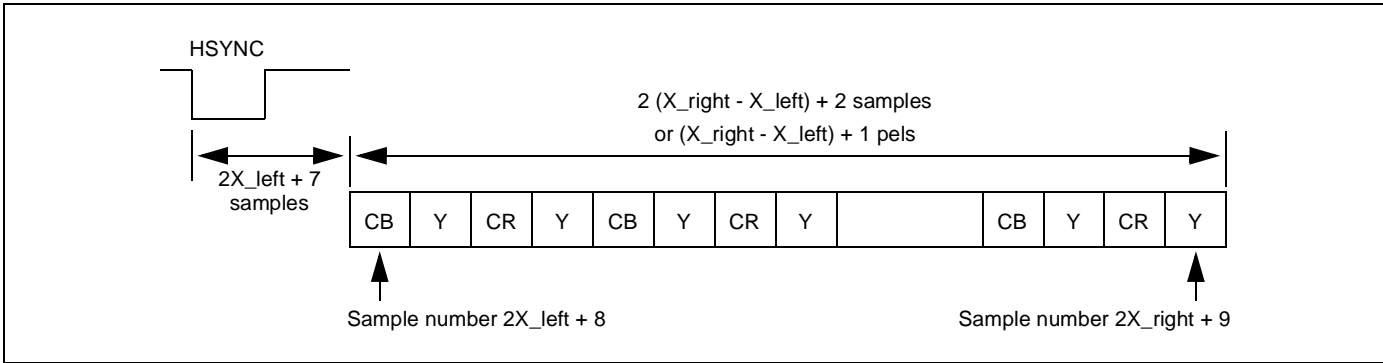 HSYNC
2 (X_right - X_left) + 2 samples
or (X_right - X_left) + 1 pels
2X_left + 7
samples
CB Y CR Y CB Y CR Y CB Y CR Y
Sample number 2X_left + 8
Sample number 2X_right + 9